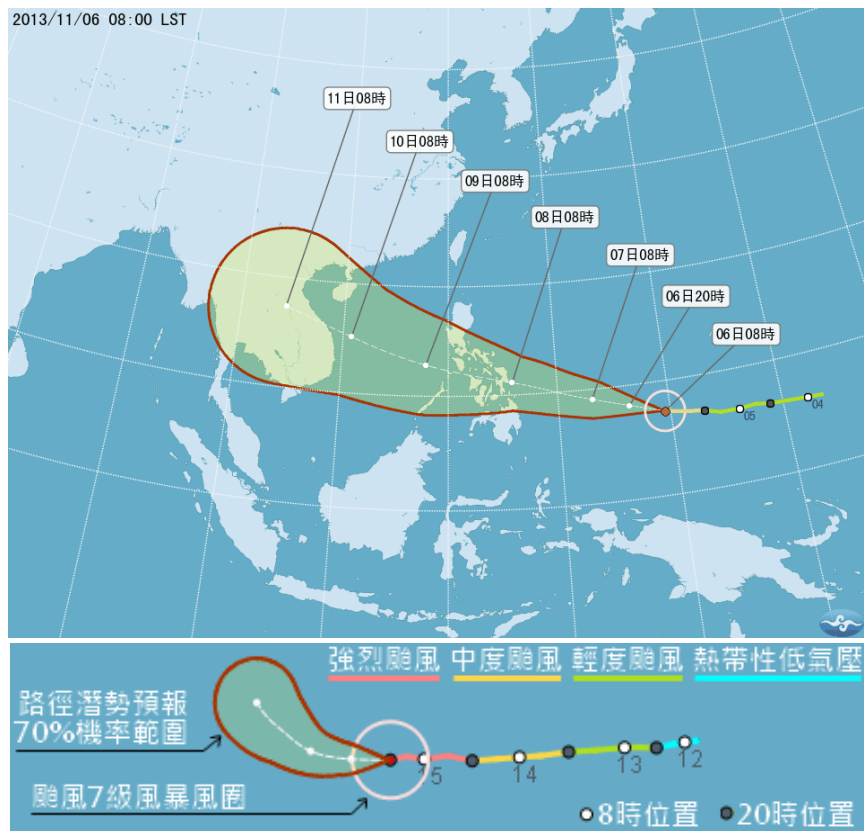 2013/11/06 08:00 LST
11日08時
10日08時
09日08時
08日08時
07日08時
06日20時
06日08時
05
04
強烈颱風 中度颱風 輕度颱風 熱帶性低氣壓
路徑潛勢預報
70%機率範圍
15
14
13
12
颱風7級風暴風圈
8時位置 20時位置